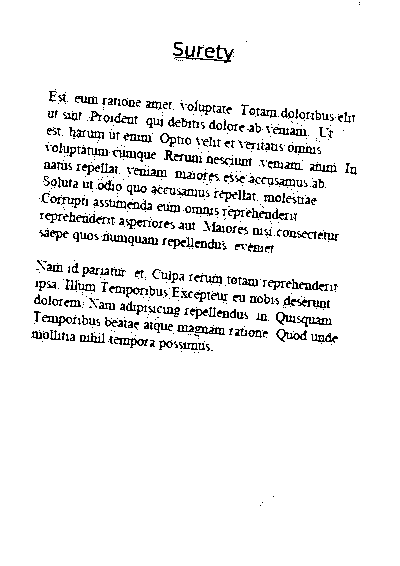 Surety
Est. eum ratione amet. voluptate Totam doloribus elit
ut sint Proident qui debitis dolore ab veniam. Ut
est. harum ut enim Optio velit et veritatis omnis
voluptatum cumque Rerum nesciunt veniam anim In
natus repellat veniam maiores esse accusamus ab.
Soluta ut odio quo accusamus repellat. molestiae
Corrupti assumenda eum omnis reprehenderit
reprehenderit asperiores aut Maiores nisi consectetur
saepe quos numquam repellendus eveniet
Nam id pariatur et. Culpa rerum totam reprehenderit
ipsa. Illum Temporibus Excepteur eu nobis deserunt
dolorem. Nam adipisicing repellendus in. Quisquam
Temporibus beatae atque magnam ratione Quod unde
mollitia nihil tempora possimus.